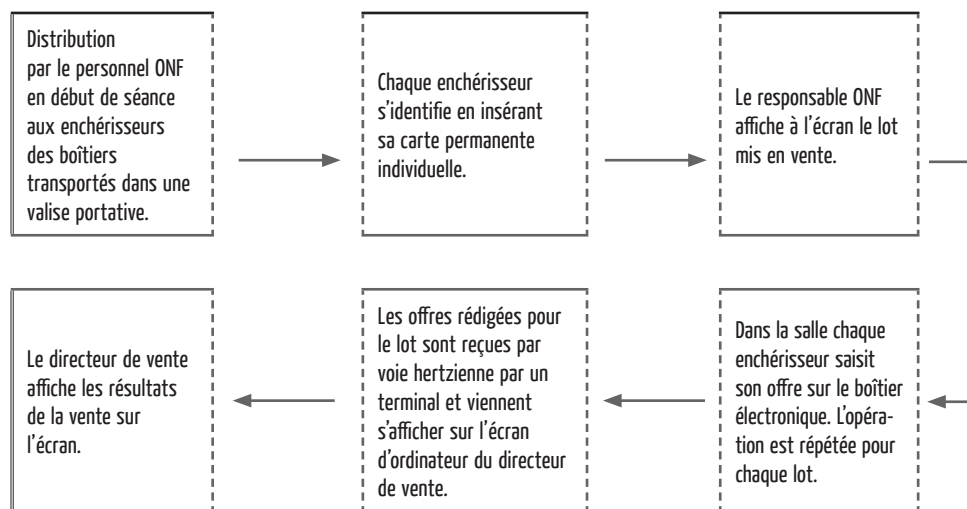 Distribution
par le personnel ONF
en début de séance
aux enchérisseurs
des boîtiers
transportés dans une
valise portative.
Chaque enchérisseur
s'identifie en insérant
sa carte permanente
individuelle.
Le responsable ONF
affiche à l'écran le lot
mis en vente.
Dans la salle chaque
enchérisseur saisit
son offre sur le boîtier
électronique. L'opéra-
tion est répétée pour
chaque lot.
Les offres rédigées pour
le lot sont reçues par
voie hertzienne par un
terminal et viennent
s'afficher sur l'écran
d'ordinateur du directeur
de vente.
Le directeur de vente
affiche les résultats
de la vente sur
l'écran.